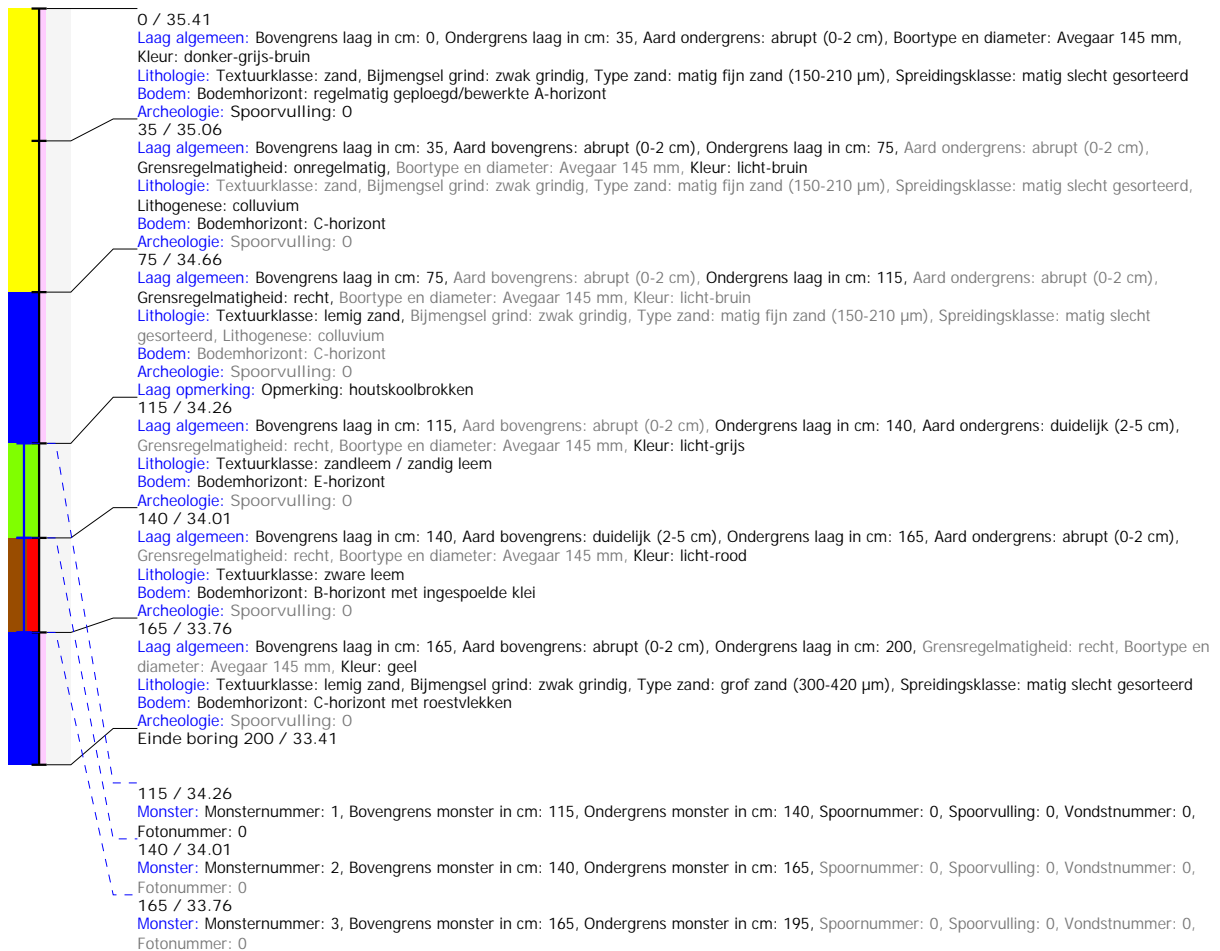 0 / 35.41
Laag algemeen: Bovengrens laag in cm: 0, Ondergrens laag in cm: 35, Aard ondergrens: abrupt (0-2 cm), Boortype en diameter: Avegaar 145 mm,
Kleur: donker-grijs-bruin
Lithologie: Textuurklasse: zand, Bijmengsel grind: zwak grindig, Type zand: matig fijn zand (150-210 µm), Spreidingsklasse: matig slecht gesorteerd
Bodem: Bodemhorizont: regelmatig geploegd/bewerkte A-horizont
Archeologie: Spoorvulling: 0
35 / 35.06
Laag algemeen: Bovengrens laag in cm: 35, Aard bovengrens: abrupt (0-2 cm), Ondergrens laag in cm: 75, Aard ondergrens: abrupt (0-2 cm),
Grensregelmatigheid: onregelmatig, Boortype en diameter: Avegaar 145 mm, Kleur: licht-bruin
Lithologie: Textuurklasse: zand, Bijmengsel grind: zwak grindig, Type zand: matig fijn zand (150-210 µm), Spreidingsklasse: matig slecht gesorteerd,
Lithogenese: colluvium
Bodem: Bodemhorizont: C-horizont
Archeologie: Spoorvulling: 0
75 / 34.66
Laag algemeen: Bovengrens laag in cm: 75, Aard bovengrens: abrupt (0-2 cm), Ondergrens laag in cm: 115, Aard ondergrens: abrupt (0-2 cm),
Grensregelmatigheid: recht, Boortype en diameter: Avegaar 145 mm, Kleur: licht-bruin
Lithologie: Textuurklasse: lemig zand, Bijmengsel grind: zwak grindig, Type zand: matig fijn zand (150-210 µm), Spreidingsklasse: matig slecht
gesorteerd, Lithogenese: colluvium
Bodem: Bodemhorizont: C-horizont
Archeologie: Spoorvulling: 0
Laag opmerking: Opmerking: houtskoolbrokken
115 / 34.26
Laag algemeen: Bovengrens laag in cm: 115, Aard bovengrens: abrupt (0-2 cm), Ondergrens laag in cm: 140, Aard ondergrens: duidelijk (2-5 cm),
Grensregelmatigheid: recht, Boortype en diameter: Avegaar 145 mm, Kleur: licht-grijs
Lithologie: Textuurklasse: zandleem / zandig leem
Bodem: Bodemhorizont: E-horizont
Archeologie: Spoorvulling: 0
140 / 34.01
Laag algemeen: Bovengrens laag in cm: 140, Aard bovengrens: duidelijk (2-5 cm), Ondergrens laag in cm: 165, Aard ondergrens: abrupt (0-2 cm),
Grensregelmatigheid: recht, Boortype en diameter: Avegaar 145 mm, Kleur: licht-rood
Lithologie: Textuurklasse: zware leem
Bodem: Bodemhorizont: B-horizont met ingespoelde klei
Archeologie: Spoorvulling: 0
165 / 33.76
Laag algemeen: Bovengrens laag in cm: 165, Aard bovengrens: abrupt (0-2 cm), Ondergrens laag in cm: 200, Grensregelmatigheid: recht, Boortype en
diameter: Avegaar 145 mm, Kleur: geel
Lithologie: Textuurklasse: lemig zand, Bijmengsel grind: zwak grindig, Type zand: grof zand (300-420 µm), Spreidingsklasse: matig slecht gesorteerd
Bodem: Bodemhorizont: C-horizont met roestvlekken
Archeologie: Spoorvulling: 0
Einde boring 200 / 33.41
115 / 34.26
Monster: Monsternummer: 1, Bovengrens monster in cm: 115, Ondergrens monster in cm: 140, Spoornummer: 0, Spoorvulling: 0, Vondstnummer: 0,
Fotonummer: 0
140 / 34.01
Monster: Monsternummer: 2, Bovengrens monster in cm: 140, Ondergrens monster in cm: 165, Spoornummer: 0, Spoorvulling: 0, Vondstnummer: 0,
Fotonummer: 0
165 / 33.76
Monster: Monsternummer: 3, Bovengrens monster in cm: 165, Ondergrens monster in cm: 195, Spoornummer: 0, Spoorvulling: 0, Vondstnummer: 0,
Fotonummer: 0